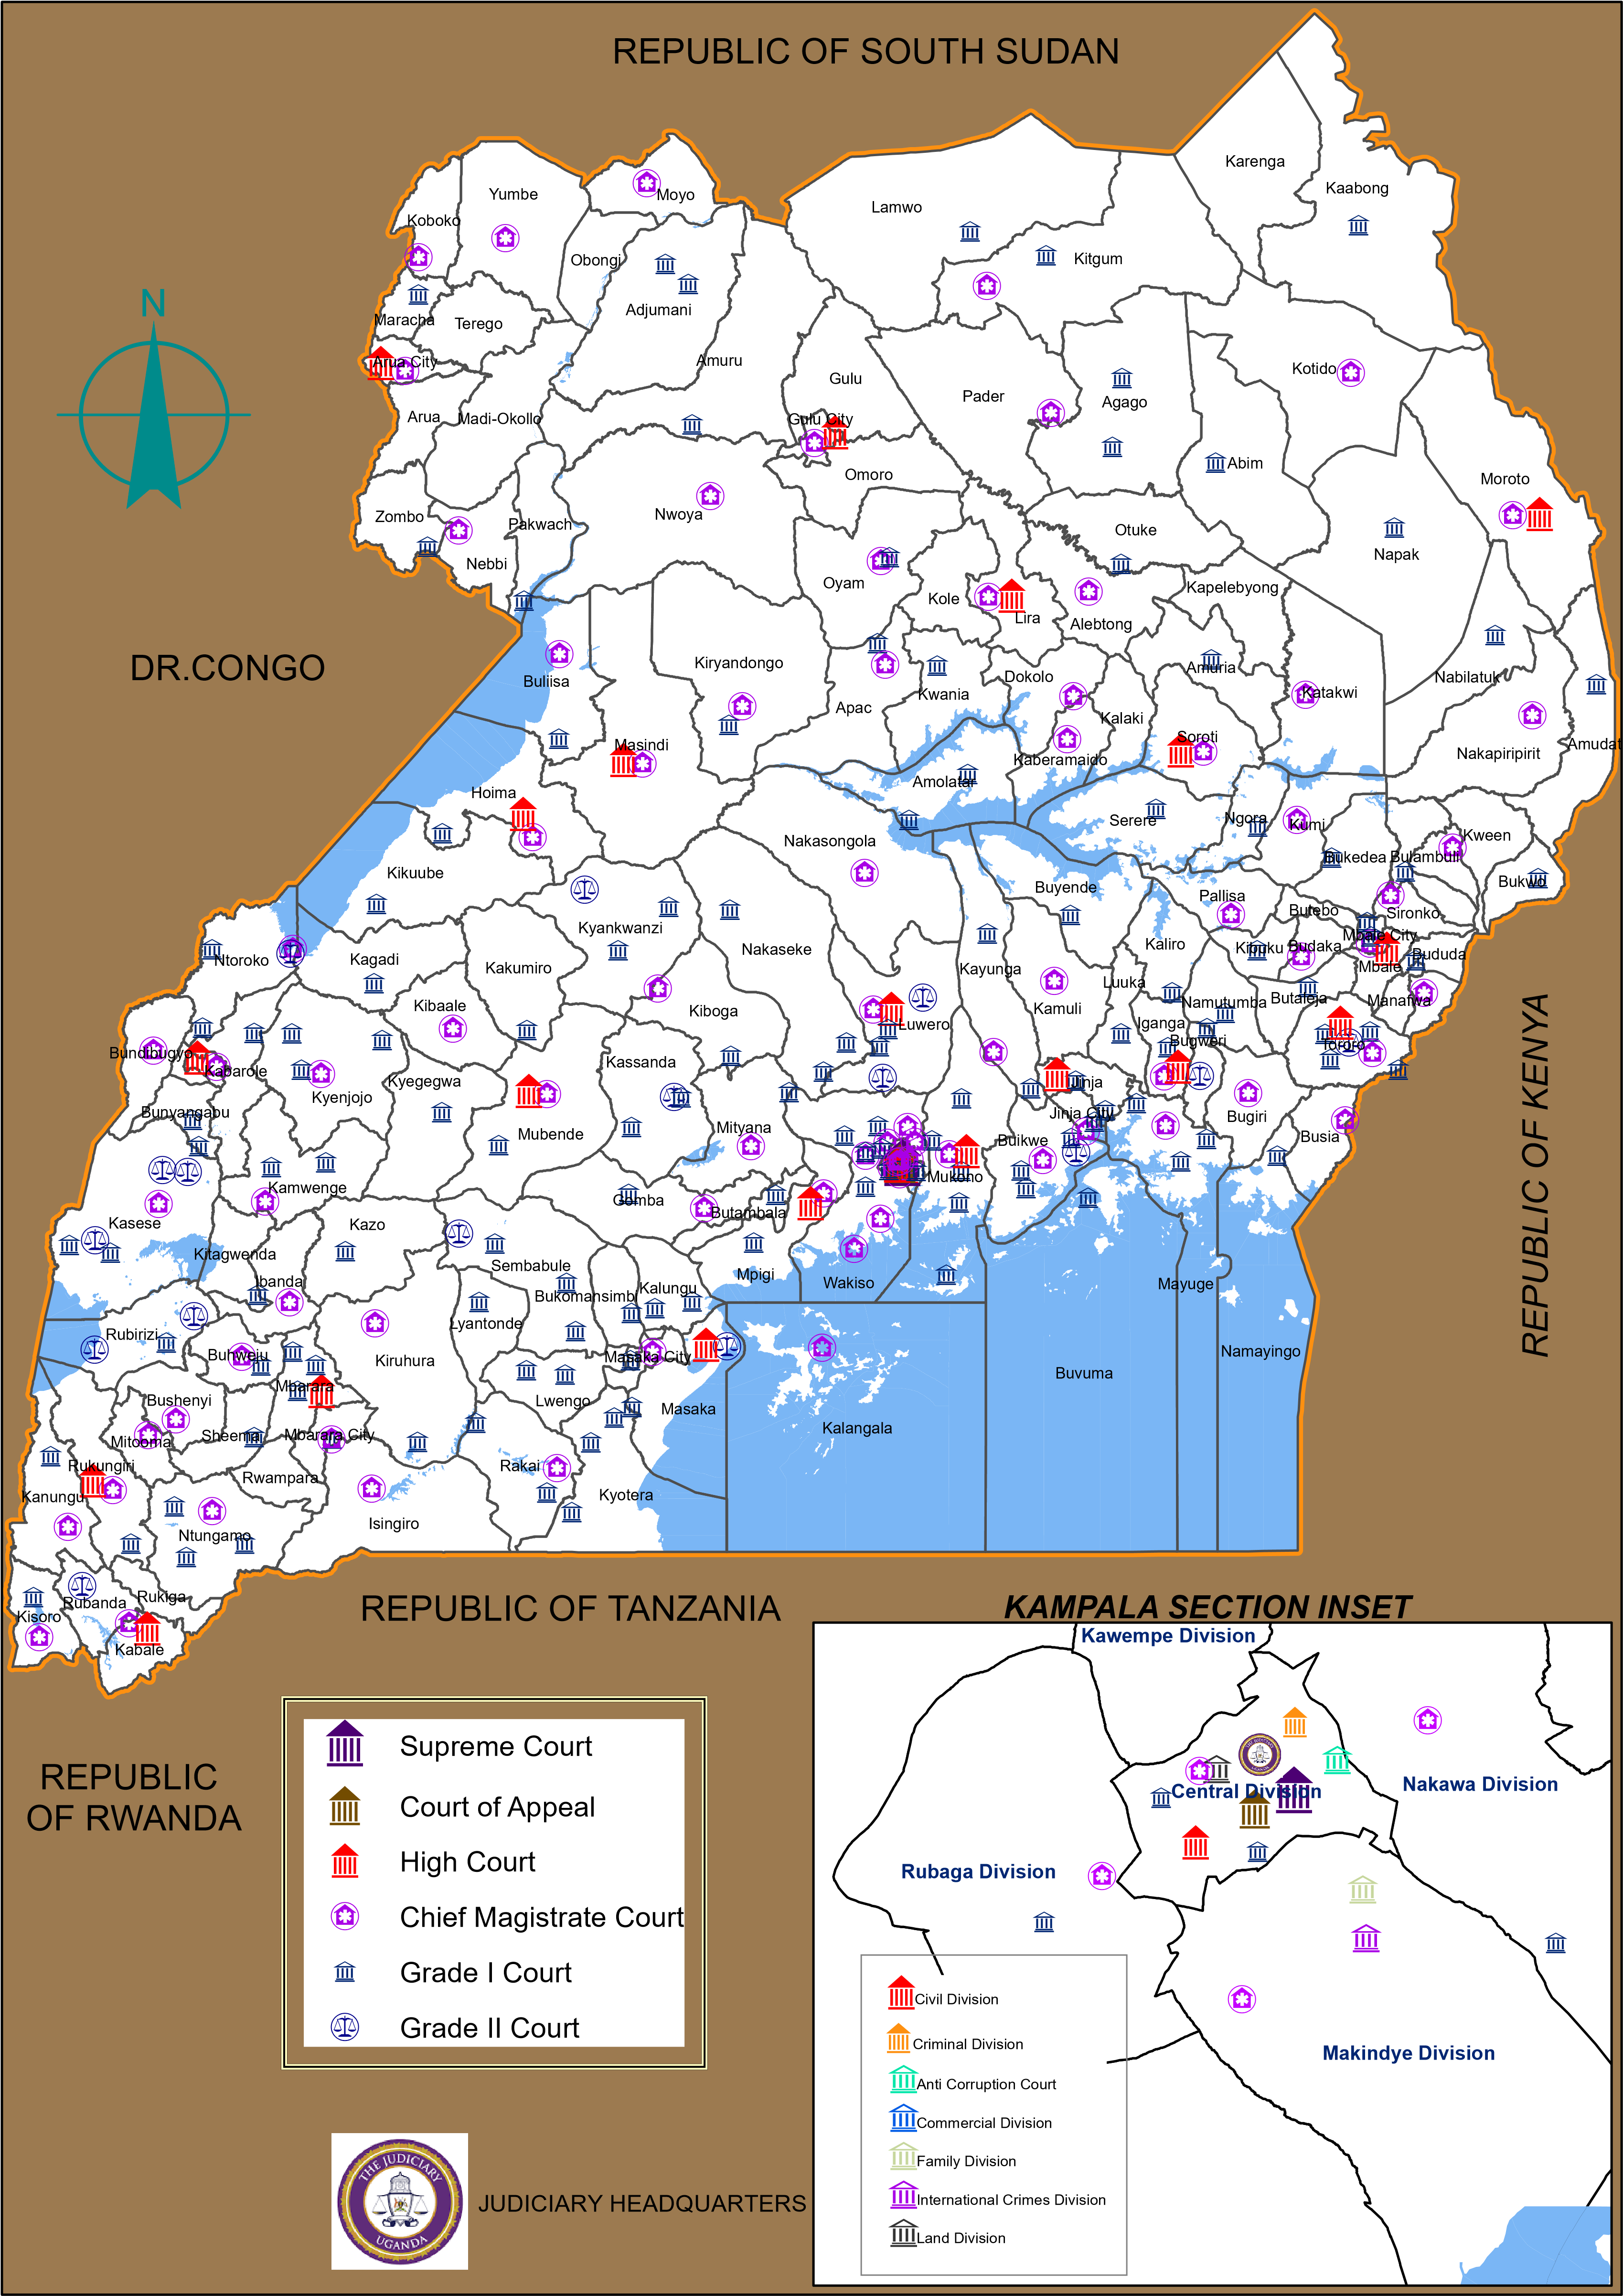 REPUBLIC OF SOUTH SUDAN
Karenga
Kaabong
Yumbe
Moyo
Koboko
Lamwo
Obongi
Kitgum
Adjumani
Maracha
Terego
Amuru
Arua City
Gulu
Kotido
Pader
Agago
Arua
Madi-Okollo
Gulu City
Omoro
Abim
Moroto
Zombo
Pakwach
Nwoya
Otuke
Napak
Nebbi
Oyam
Kole
Lira
Alebtong
Kapelebyong
N
DR.CONGO
Buliisa
Kiryandongo
Kwania
Dokolo
Amuria
Katakwi
Nabilatuk
Apac
Kalaki
Masindi
Kaberamaido
Soroti
Nakapiripirit
Amudat
Hoima
Amolatar
Serere
Ngora
Kumi
Nakasongola
Kween
Kikuube
Buyende
Bukedea
Bulambuli
Bukwo
Kyankwanzi
Pallisa
Butebo
Sironko
Ntoroko
Kagadi
Kakumiro
Nakaseke
Kayunga
Kaliro
Kibuku
Budaka
Mbale City
Mbale
Bududa
Kibaale
Kiboga
Kamuli
Luuka
Namutumba
Butaleja
Manafwa
Luwero
Iganga
Bugweri
Tororo
Bundibugyo
Kabarole
Kassanda
Kyegegwa
Kyenjojo
Jinja
Bunyangabu
Mubende
Mityana
Jinja City
Bugiri
Busia
Buikwe
Mukono
Kamwenge
Gomba
Butambala
Kasese
Kazo
Kitagwenda
Sembabule
Mpigi
Wakiso
Mayuge
Ibanda
Bukomansimbi
Kalungu
Rubirizi
Lyantonde
Buhweju
Kiruhura
Masaka City
Namayingo
Buvuma
Mbarara
Bushenyi
Lwengo
Masaka
Kalangala
Mitooma
Sheema
Mbarara City
Rukungiri
Rwampara
Rakai
Kanungu
Kyotera
Isingiro
Ntungamo
Rubanda
Rukiga
Kisoro
Kabale
REPUBLIC OF KENYA
REPUBLIC OF TANZANIA
REPUBLIC
OF RWANDA
KAMPALA SECTION INSET
Kawempe Division
Central Division
Nakawa Division
Rubaga Division
Makindye Division
Civil Division
Criminal Division
Anti Corruption Court
Commercial Division
Family Division
International Crimes Division
Land Division
Supreme Court
Court of Appeal
High Court
Chief Magistrate Court
Grade I Court
Grade II Court
THE JUDICIARY
UGANDA
JUDICIARY HEADQUARTERS